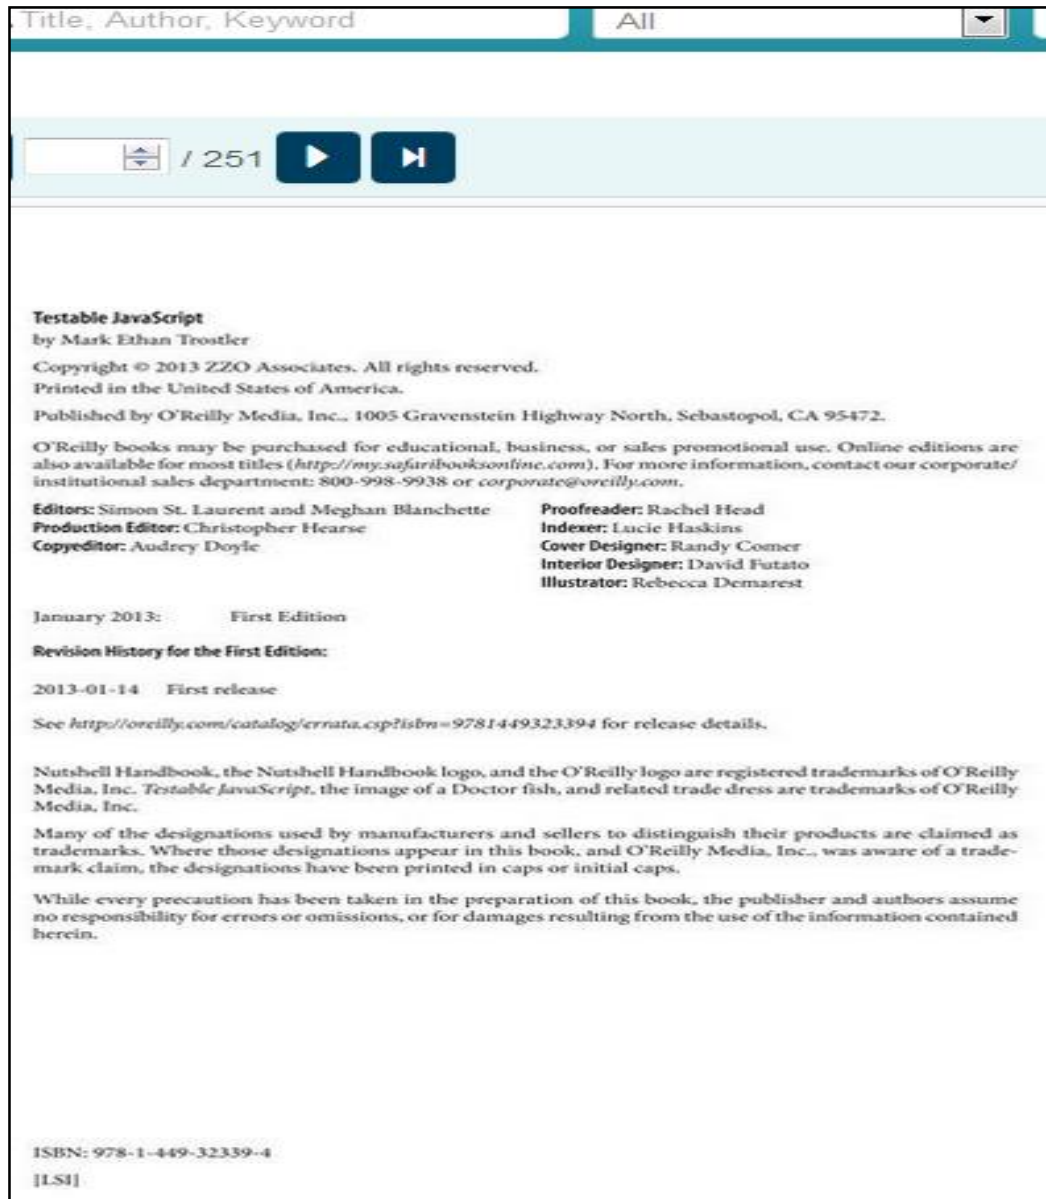 Title, Author, Keyword
All
/ 251
Testable JavaScript
by Mark Ethan Trostler
Copyright © 2013 ZZO Associates. All rights reserved.
Printed in the United States of America.
Published by O'Reilly Media, Inc., 1005 Gravenstein Highway North, Sebastopol, CA 95472.
O'Reilly books may be purchased for educational, business, or sales promotional use. Online editions are
also available for most titles (http://my.safaribooksonline.com). For more information, contact our corporate/
institutional sales department: 800-998-9938 or corporate@oreilly.com.
Editors: Simon St. Laurent and Meghan Blanchette
Production Editor: Christopher Hearse
Copyeditor: Audrey Doyle
Proofreader: Rachel Head
Indexer: Lucie Haskins
Cover Designer: Randy Comer
Interior Designer: David Futato
Illustrator: Rebecca Demarest
January 2013: First Edition
Revision History for the First Edition:
2013-01-14 First release
See http://oreilly.com/catalog/errata.csp?isbn=9781449323394 for release details.
Nutshell Handbook, the Nutshell Handbook logo, and the O'Reilly logo are registered trademarks of O'Reilly
Media, Inc. Testable JavaScript, the image of a Doctor fish, and related trade dress are trademarks of O'Reilly
Media, Inc.
Many of the designations used by manufacturers and sellers to distinguish their products are claimed as
trademarks. Where those designations appear in this book, and O'Reilly Media, Inc., was aware of a trade-
mark claim, the designations have been printed in caps or initial caps.
While every precaution has been taken in the preparation of this book, the publisher and authors assume
no responsibility for errors or omissions, or for damages resulting from the use of the information contained
herein.
ISBN: 978-1-449-32339-4
[LSI]